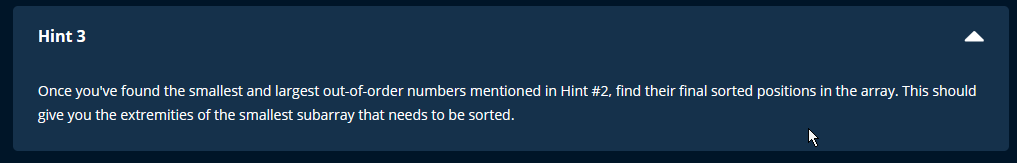 Hint 3
Once you've found the smallest and largest out-of-order numbers mentioned in Hint #2, find their final sorted positions in the array. This should
give you the extremities of the smallest subarray that needs to be sorted.